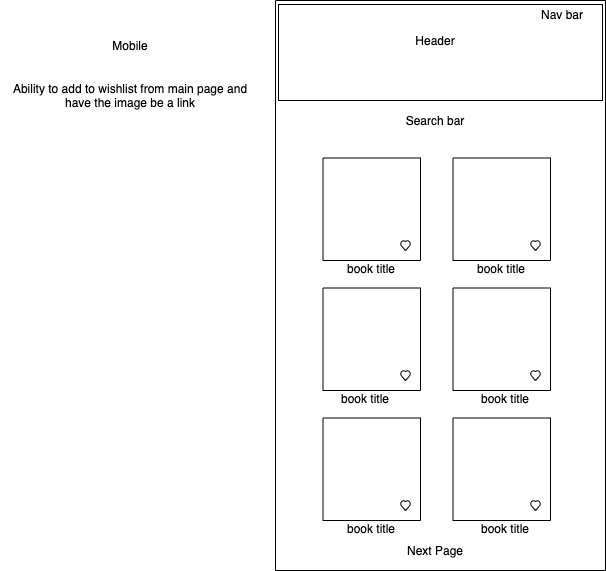 Mobile
Ability to add to wishlist from main page and
have the image be a link
Nav bar
Header
Search bar
book title
book title
book title
book title
book title
book title
Next Page